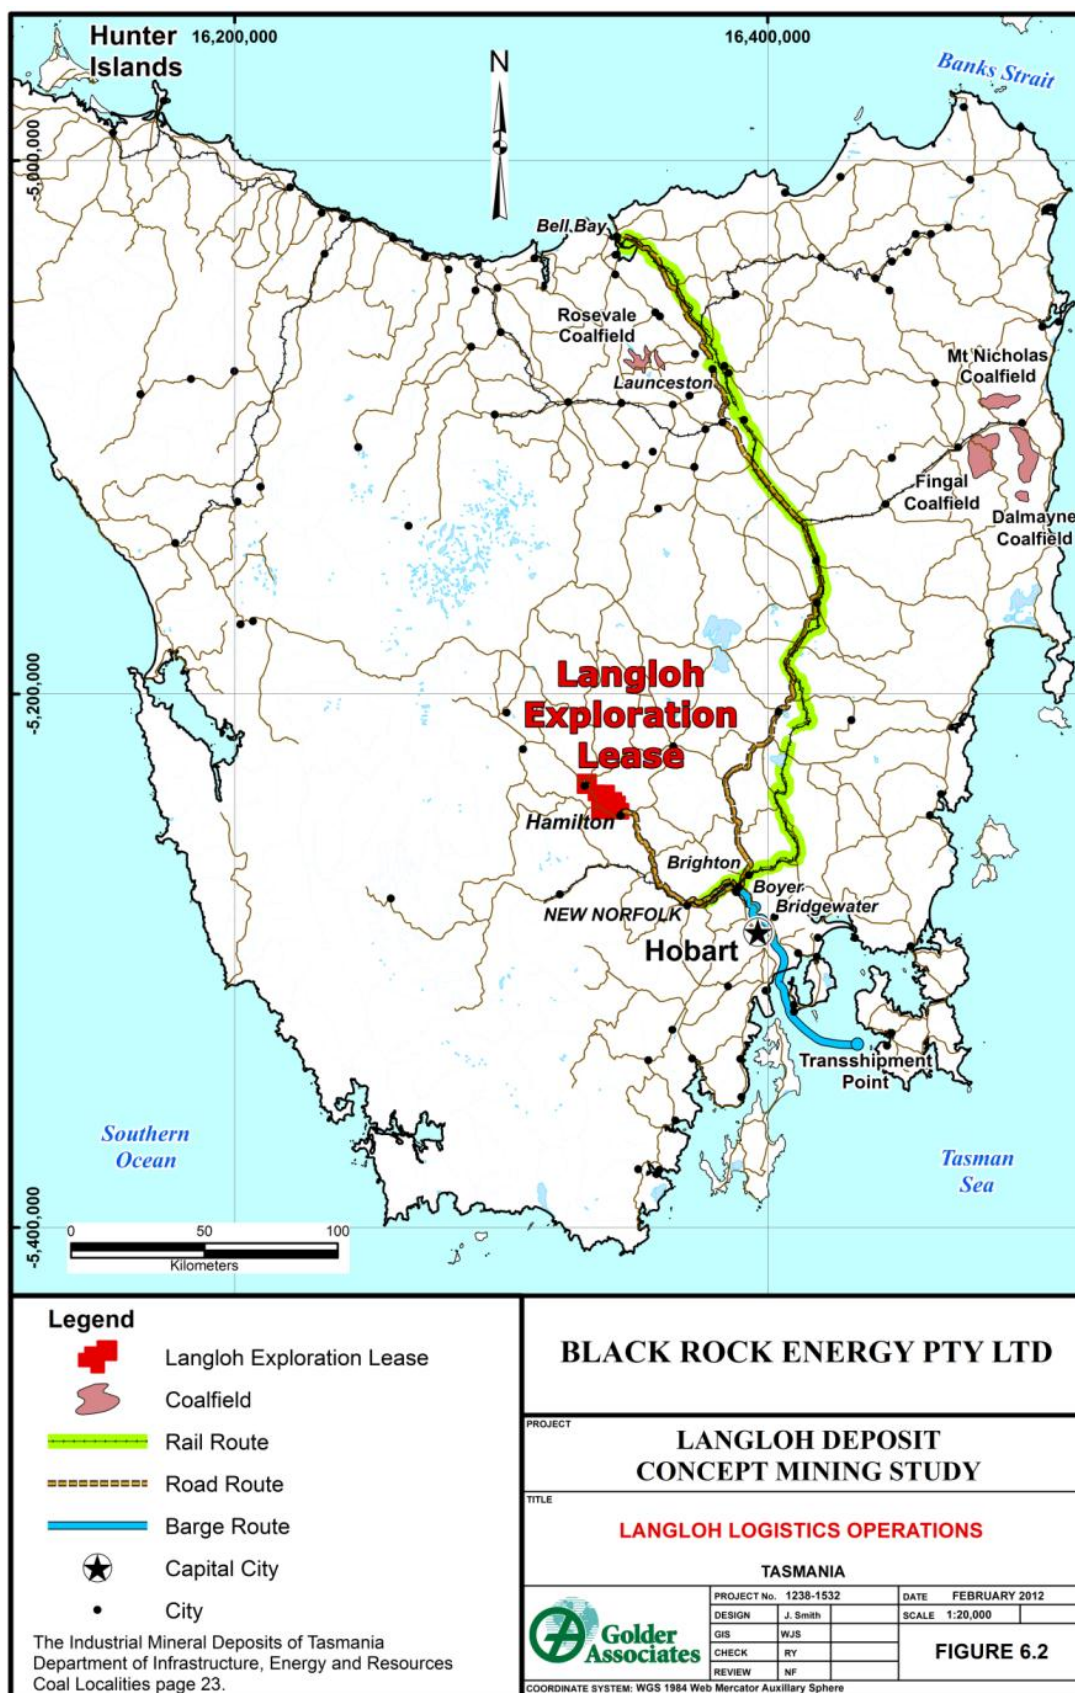 Hunter
Islands
16,200,000
16,400,000
Banks Strait
N
-5,000,000
Bell Bay
Rosevale
Coalfield
Launceston
Mt Nicholas
Coalfield
Fingal
Coalfield
Dalmayne
Coalfield
-5,200,000
Langloh
Exploration
Lease
Hamilton
Brighton
Boyer
Bridgewater
NEW NORFOLK
Hobart
Transshipment
Point
Southern
Ocean
Tasman
Sea
-5,400,000
0 50 100
Kilometers
Legend
Langloh Exploration Lease
Coalfield
Rail Route
Road Route
Barge Route
Capital City
City
The Industrial Mineral Deposits of Tasmania
Department of Infrastructure, Energy and Resources
Coal Localities page 23.
BLACK ROCK ENERGY PTY LTD
PROJECT
LANGLOH DEPOSIT
CONCEPT MINING STUDY
TITLE
LANGLOH LOGISTICS OPERATIONS
TASMANIA
Golder
Associates
PROJECT No. 1238-1532
DATE FEBRUARY 2012
DESIGN J. Smith
SCALE 1:20,000
GIS WJS
CHECK RY
REVIEW NF
FIGURE 6.2
COORDINATE SYSTEM: WGS 1984 Web Mercator Auxillary Sphere